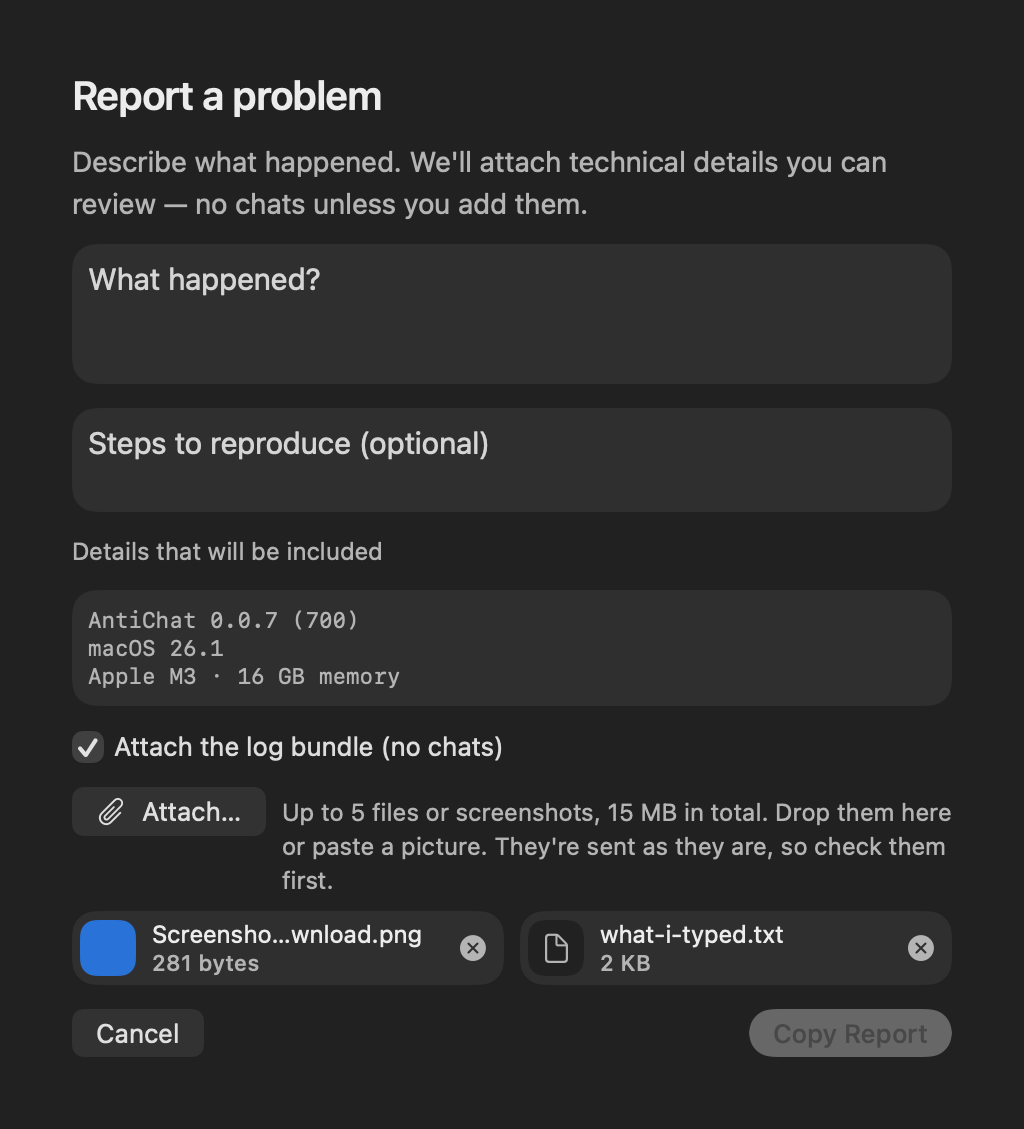 Report a problem
Describe what happened. We'll attach technical details you can
review — no chats unless you add them.
What happened?
Steps to reproduce (optional)
Details that will be included
AntiChat 0.0.7 (700)
macOS 26.1
Apple M3 · 16 GB memory
Attach the log bundle (no chats)
Attach...
Up to 5 files or screenshots, 15 MB in total. Drop them here
or paste a picture. They're sent as they are, so check them
first.
Screensho...wnload.png
281 bytes
what-i-typed.txt
2 KB
Cancel
Copy Report